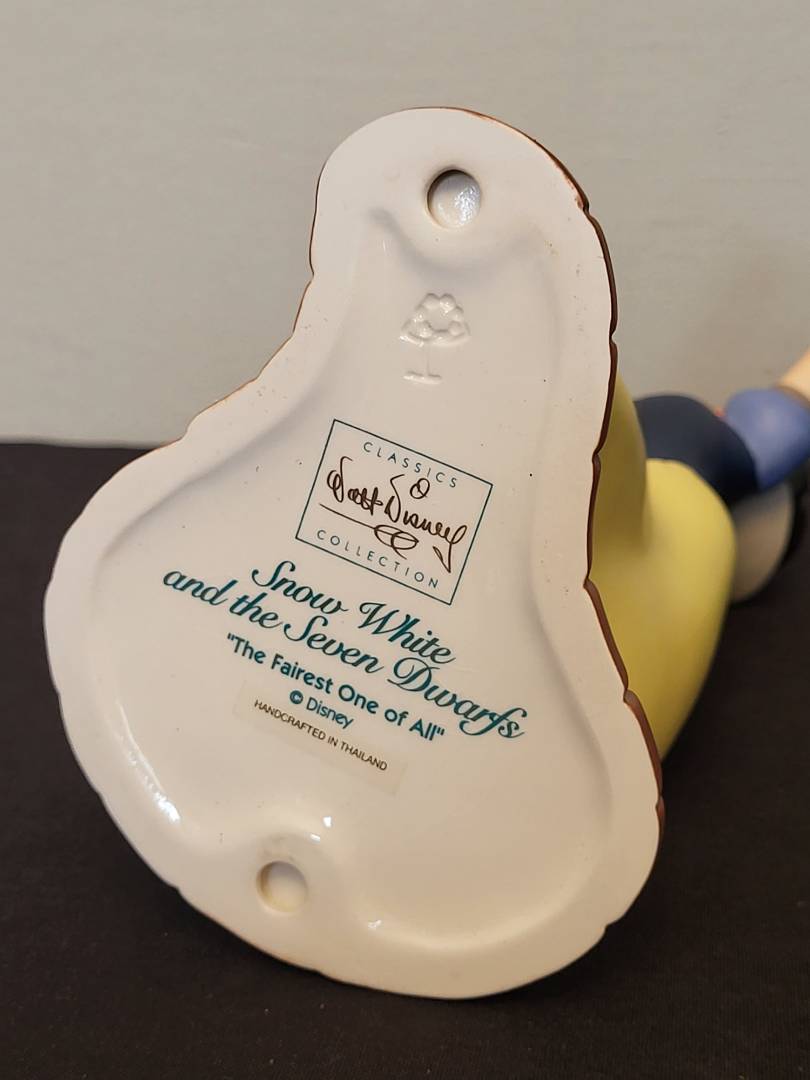 CLASSICS
Walt Disney
COLLECTION
Snow White
and the Seven Dwarfs
"The Fairest One of All"
© Disney
HANDCRAFTED IN THAILAND